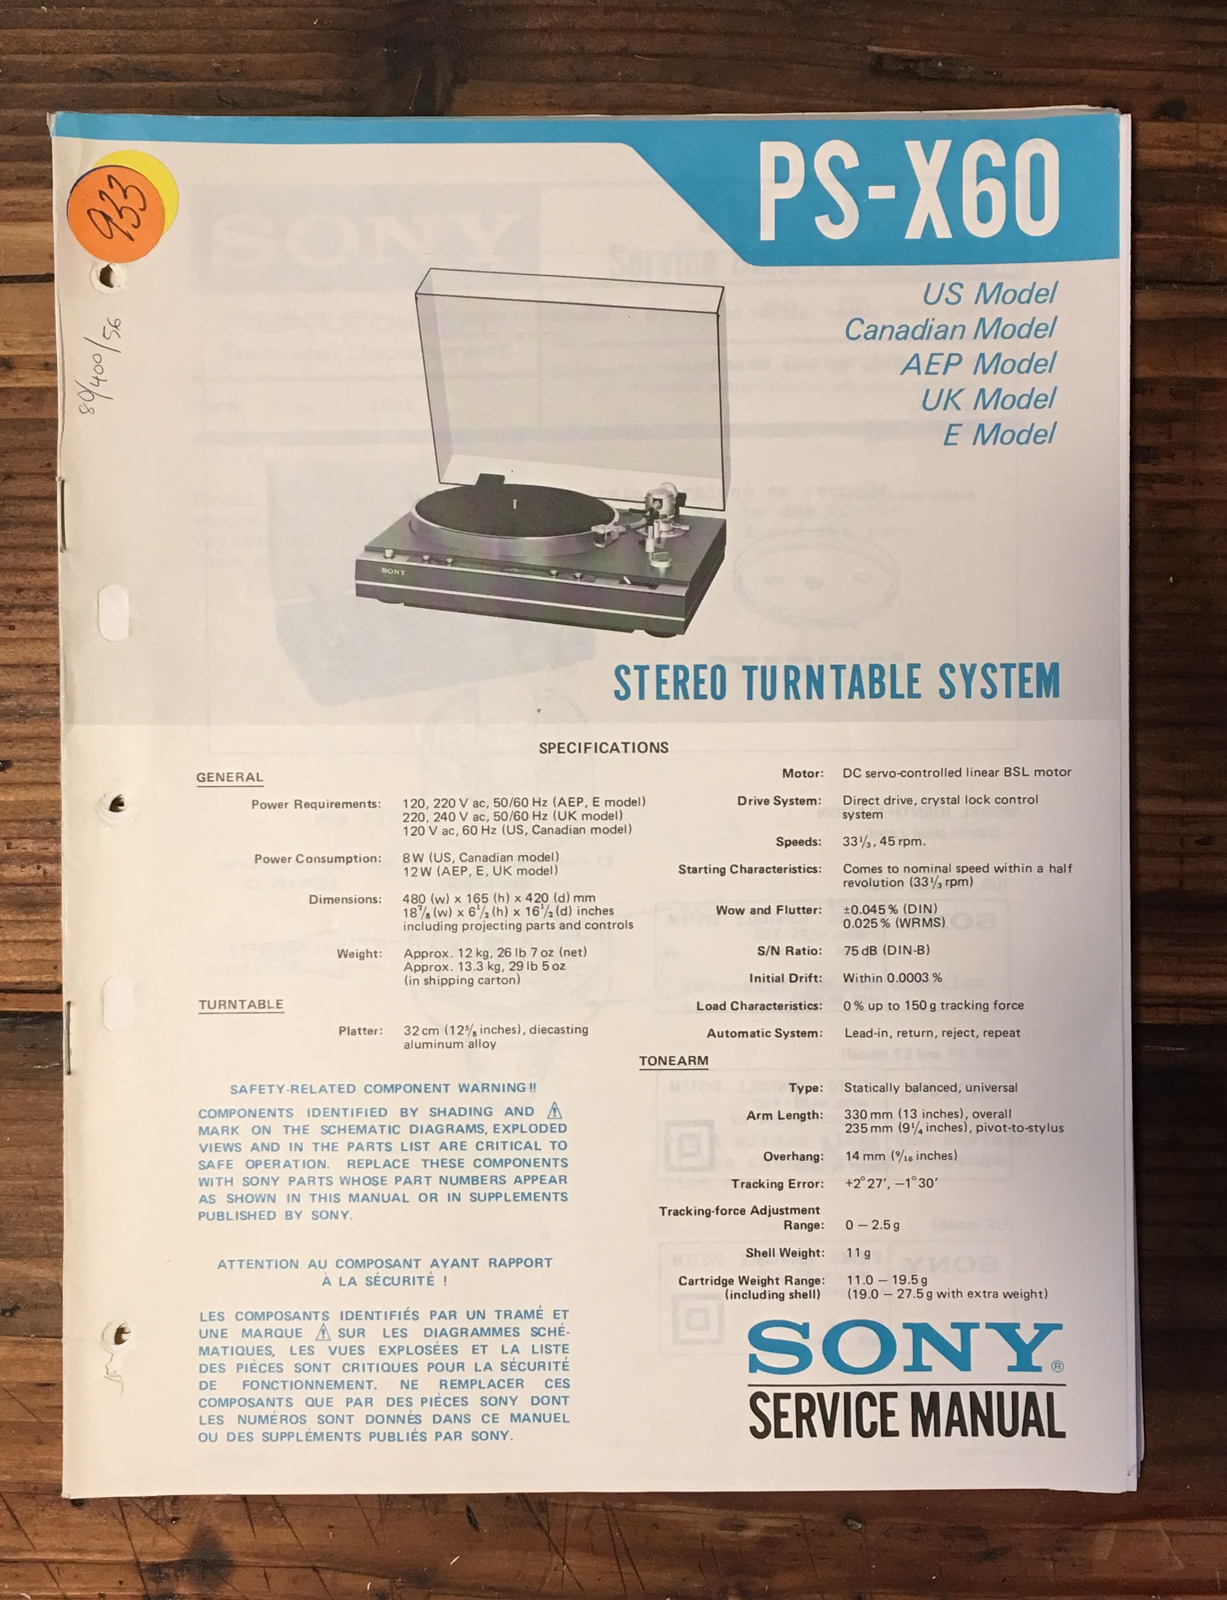 PS-X60
933
80/400/56
US Model
Canadian Model
AEP Model
UK Model
E Model
SONY
STEREO TURNTABLE SYSTEM
SPECIFICATIONS
GENERAL
Power Requirements: 120, 220 V ac, 50/60 Hz (AEP, E model)
220, 240 V ac, 50/60 Hz (UK model)
120 V ac, 60 Hz (US, Canadian model)
Power Consumption: 8 W (US, Canadian model)
12 W (AEP, E, UK model)
Dimensions: 480 (w) x 165 (h) x 420 (d) mm
18 7/8 (w) x 6 1/2 (h) x 16 1/2 (d) inches
including projecting parts and controls
Weight: Approx. 12 kg, 26 lb 7 oz (net)
Approx. 13.3 kg, 29 lb 5 oz
(in shipping carton)
TURNTABLE
Platter: 32 cm (12 5/8 inches), diecasting
aluminum alloy
SAFETY-RELATED COMPONENT WARNING!!
COMPONENTS IDENTIFIED BY SHADING AND ⚠
MARK ON THE SCHEMATIC DIAGRAMS, EXPLODED
VIEWS AND IN THE PARTS LIST ARE CRITICAL TO
SAFE OPERATION. REPLACE THESE COMPONENTS
WITH SONY PARTS WHOSE PART NUMBERS APPEAR
AS SHOWN IN THIS MANUAL OR IN SUPPLEMENTS
PUBLISHED BY SONY.
ATTENTION AU COMPOSANT AYANT RAPPORT
À LA SÉCURITÉ !
LES COMPOSANTS IDENTIFIÉS PAR UN TRAMÉ ET
UNE MARQUE ⚠ SUR LES DIAGRAMMES SCHÉ-
MATIQUES, LES VUES EXPLOSÉES ET LA LISTE
DES PIÈCES SONT CRITIQUES POUR LA SÉCURITÉ
DE FONCTIONNEMENT. NE REMPLACER CES
COMPOSANTS QUE PAR DES PIÈCES SONY DONT
LES NUMÉROS SONT DONNÉS DANS CE MANUEL
OU DES SUPPLÉMENTS PUBLIÉS PAR SONY.
Motor: DC servo-controlled linear BSL motor
Drive System: Direct drive, crystal lock control
system
Speeds: 33 1/3, 45 rpm.
Starting Characteristics: Comes to nominal speed within a half
revolution (33 1/3 rpm)
Wow and Flutter: ±0.045 % (DIN)
0.025 % (WRMS)
S/N Ratio: 75 dB (DIN-B)
Initial Drift: Within 0.0003 %
Load Characteristics: 0 % up to 150 g tracking force
Automatic System: Lead-in, return, reject, repeat
TONEARM
Type: Statically balanced, universal
Arm Length: 330 mm (13 inches), overall
235 mm (9 1/4 inches), pivot-to-stylus
Overhang: 14 mm (9/16 inches)
Tracking Error: +2°27′, −1°30′
Tracking-force Adjustment
Range: 0 – 2.5 g
Shell Weight: 11 g
Cartridge Weight Range: 11.0 – 19.5 g
(including shell) (19.0 – 27.5 g with extra weight)
SONY®
SERVICE MANUAL